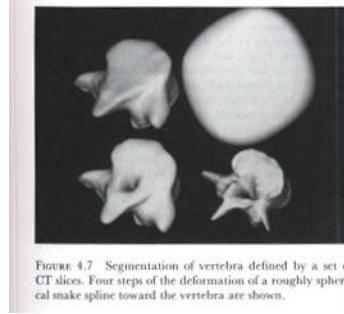 FIGURE 4.7 Segmentation of vertebra defined by a set
CT slices. Four steps of the deformation of a roughly spher
cal snake spline toward the vertebra are shown.